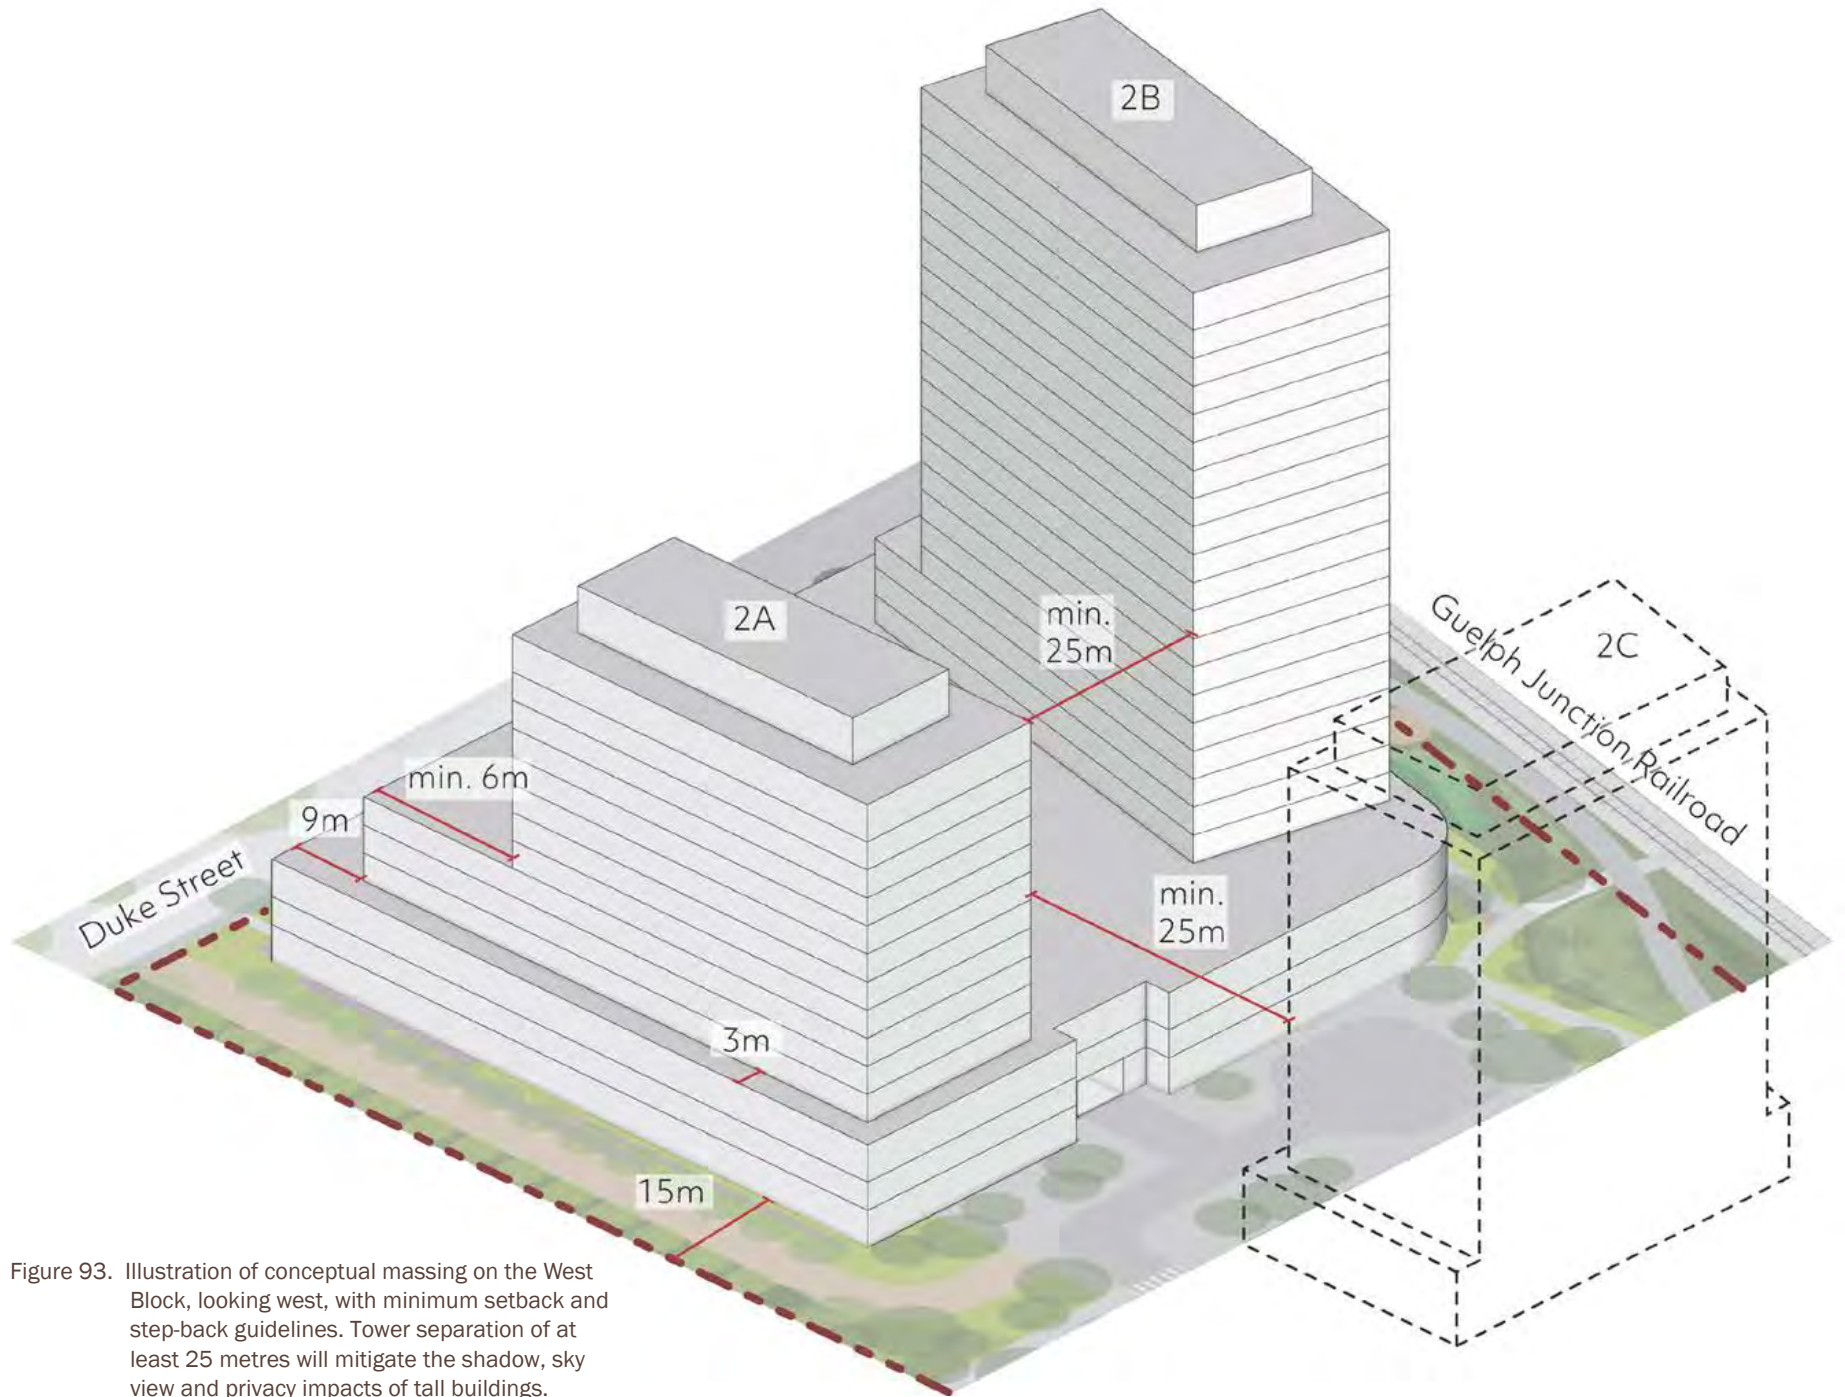 2B
2A
min.
25m
2C
Guelph Junction Railroad
min. 6m
9m
Duke Street
min.
25m
3m
15m
Figure 93. Illustration of conceptual massing on the West
Block, looking west, with minimum setback and
step-back guidelines. Tower separation of at
least 25 metres will mitigate the shadow, sky
view and privacy impacts of tall buildings.